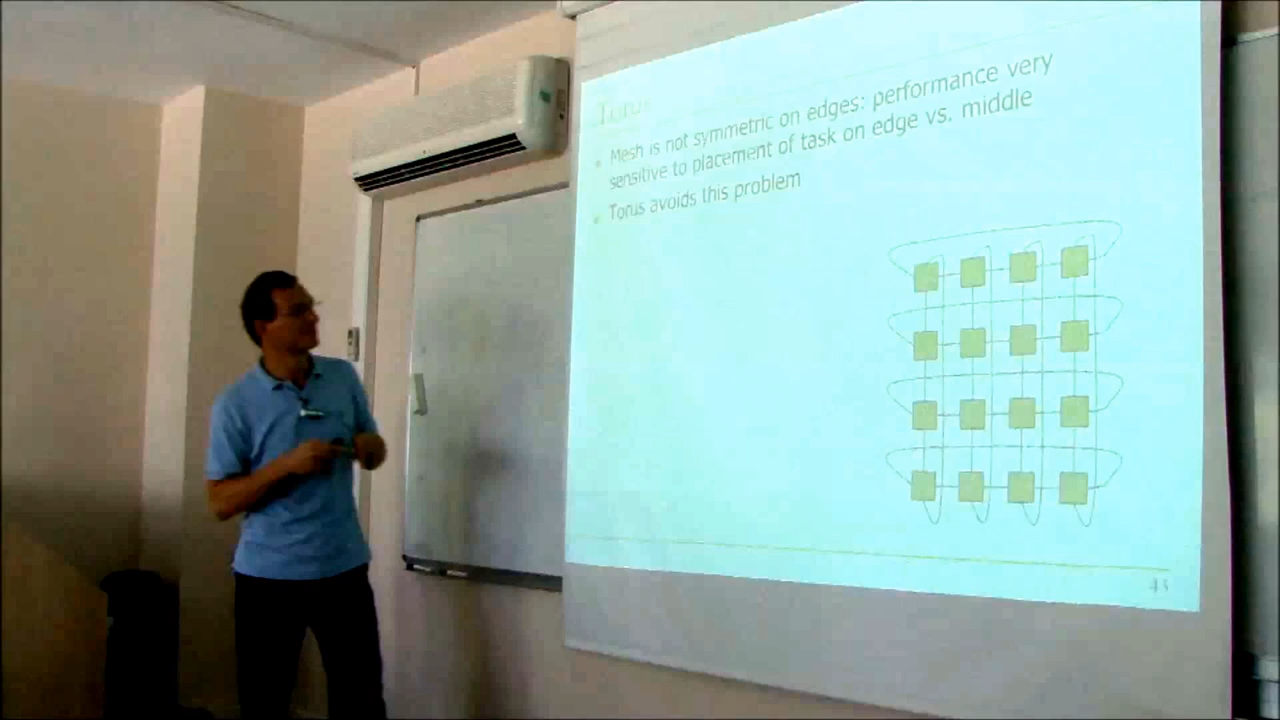 Torus
• Mesh is not symmetric on edges: performance very
sensitive to placement of task on edge vs. middle
• Torus avoids this problem
43